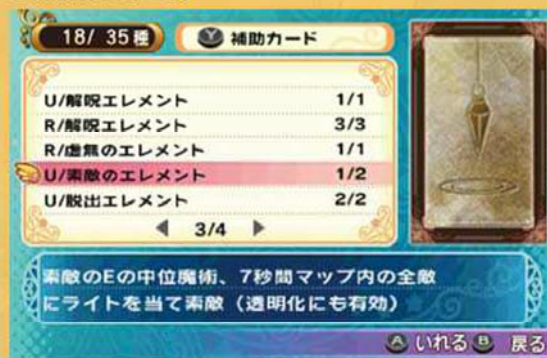 18/ 35種
Y 補助カード
U/解呪エレメント 1/1
R/解呪エレメント 3/3
R/虚無のエレメント 1/1
U/索敵のエレメント 1/2
U/脱出エレメント 2/2
3/4
索敵のEの中位魔術、7秒間マップ内の全敵
にライトを当て索敵（透明化にも有効）
A いれる B 戻る